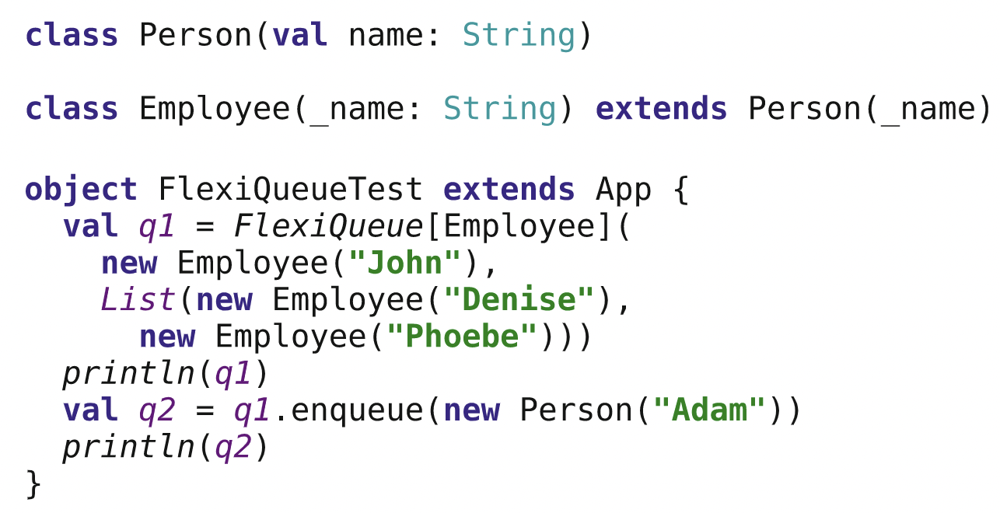 class Person(val name: String)
class Employee(_name: String) extends Person(_name)
object FlexiQueueTest extends App {
  val q1 = FlexiQueue[Employee](
    new Employee("John"),
    List(new Employee("Denise"),
      new Employee("Phoebe")))
  println(q1)
  val q2 = q1.enqueue(new Person("Adam"))
  println(q2)
}